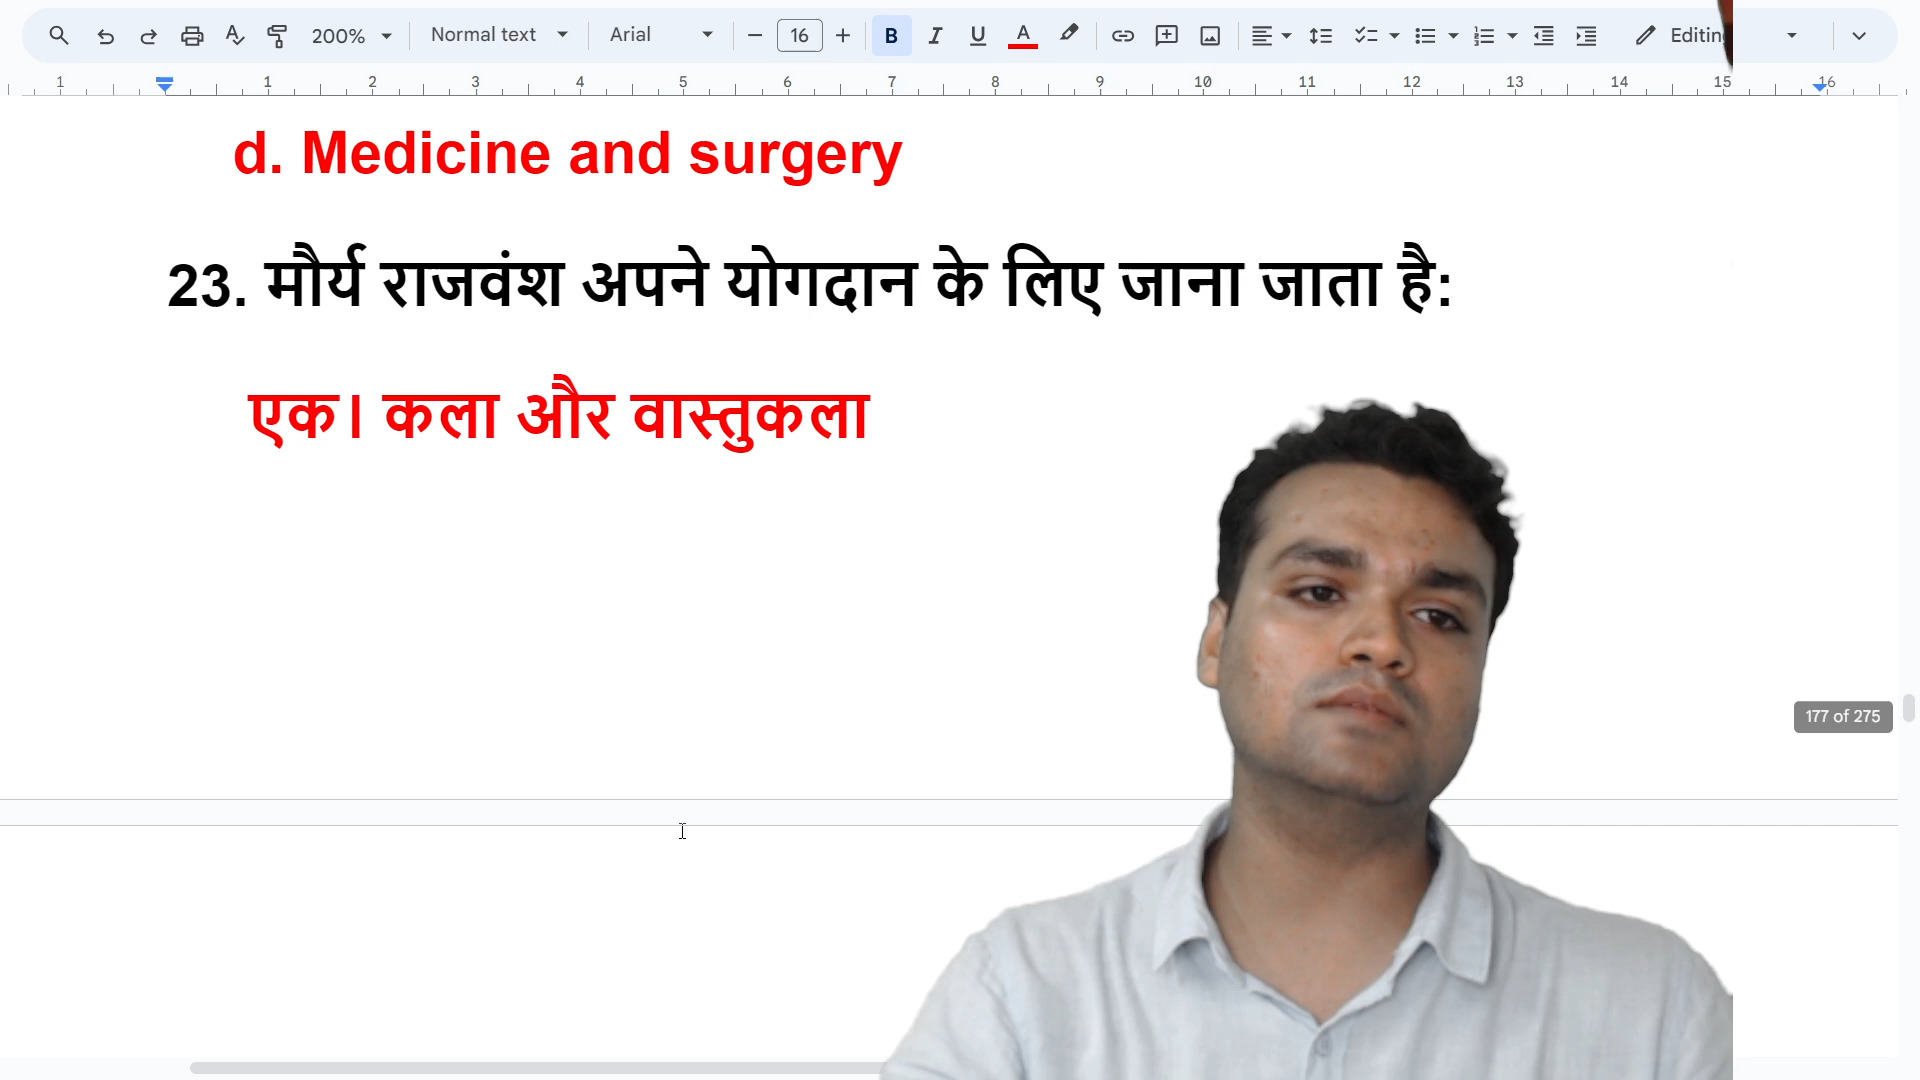 200% Normal text Arial 16 B I U A Editing
1 1 2 3 4 5 6 7 8 9 10 11 12 13 14 15 16
d. Medicine and surgery
23. मौर्य राजवंश अपने योगदान के लिए जाना जाता है:
एक। कला और वास्तुकला
177 of 275